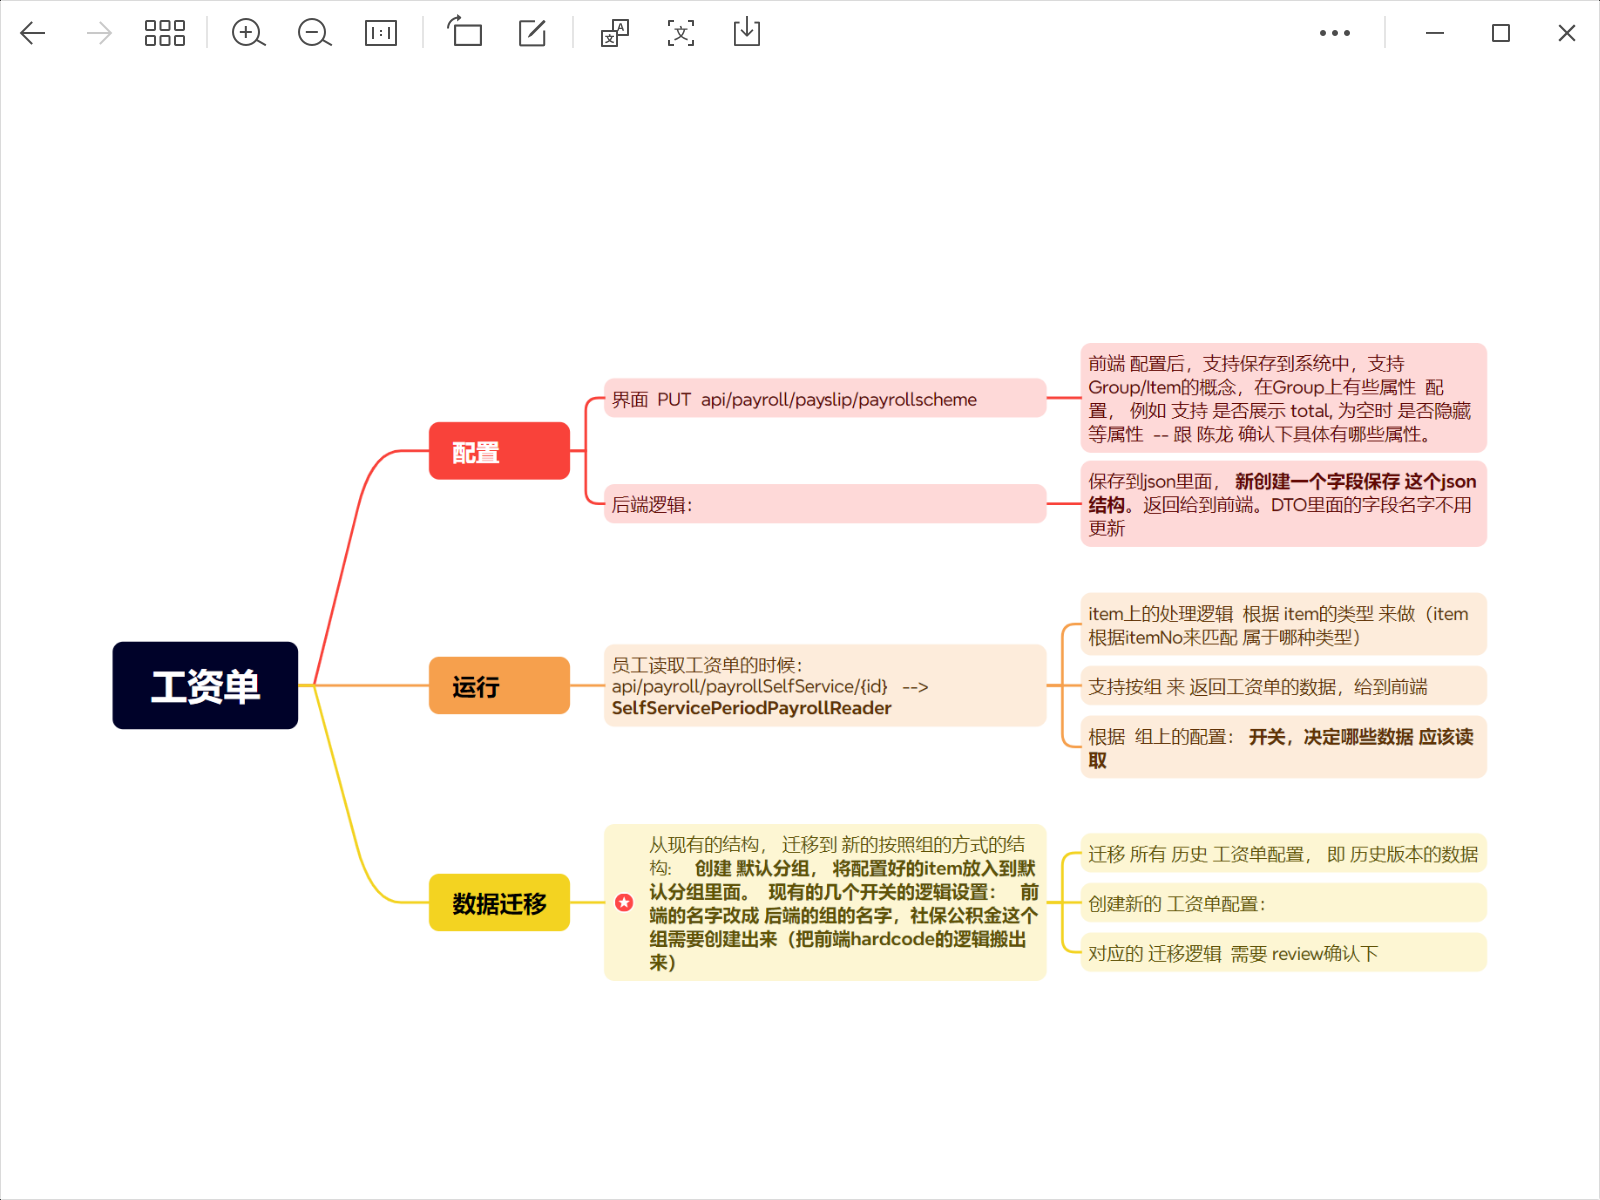 工资单
配置
界面  PUT  api/payroll/payslip/payrollscheme
前端 配置后，支持保存到系统中，支持
Group/Item的概念，在Group上有些属性  配
置， 例如 支持 是否展示 total, 为空时 是否隐藏
等属性  -- 跟 陈龙 确认下具体有哪些属性。
后端逻辑：
保存到json里面， 新创建一个字段保存 这个json
结构。返回给到前端。DTO里面的字段名字不用
更新
运行
员工读取工资单的时候：
api/payroll/payrollSelfService/{id}   -->
SelfServicePeriodPayrollReader
item上的处理逻辑  根据 item的类型 来做（item
根据itemNo来匹配 属于哪种类型）
支持按组 来 返回工资单的数据，给到前端
根据  组上的配置： 开关，决定哪些数据 应该读
取
数据迁移
从现有的结构， 迁移到 新的按照组的方式的结
构:    创建 默认分组， 将配置好的item放入到默
认分组里面。 现有的几个开关的逻辑设置：  前
端的名字改成 后端的组的名字，社保公积金这个
组需要创建出来（把前端hardcode的逻辑搬出
来）
迁移 所有 历史 工资单配置， 即 历史版本的数据
创建新的 工资单配置：
对应的 迁移逻辑  需要 review确认下